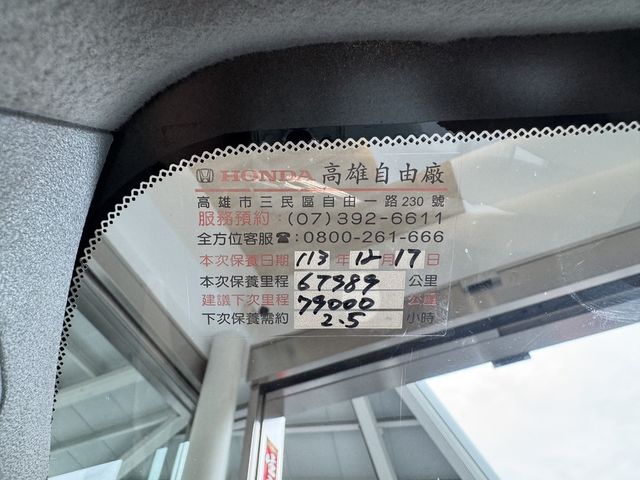 HONDA 高雄自由廠
高雄市三民區自由一路230號
服務預約:(07)392-6611
全方位客服☎:0800-261-666
本次保養日期 113 年 12 月 17 日
本次保養里程 67989 公里
建議下次里程 79000 公里
下次保養需約 2.5 小時